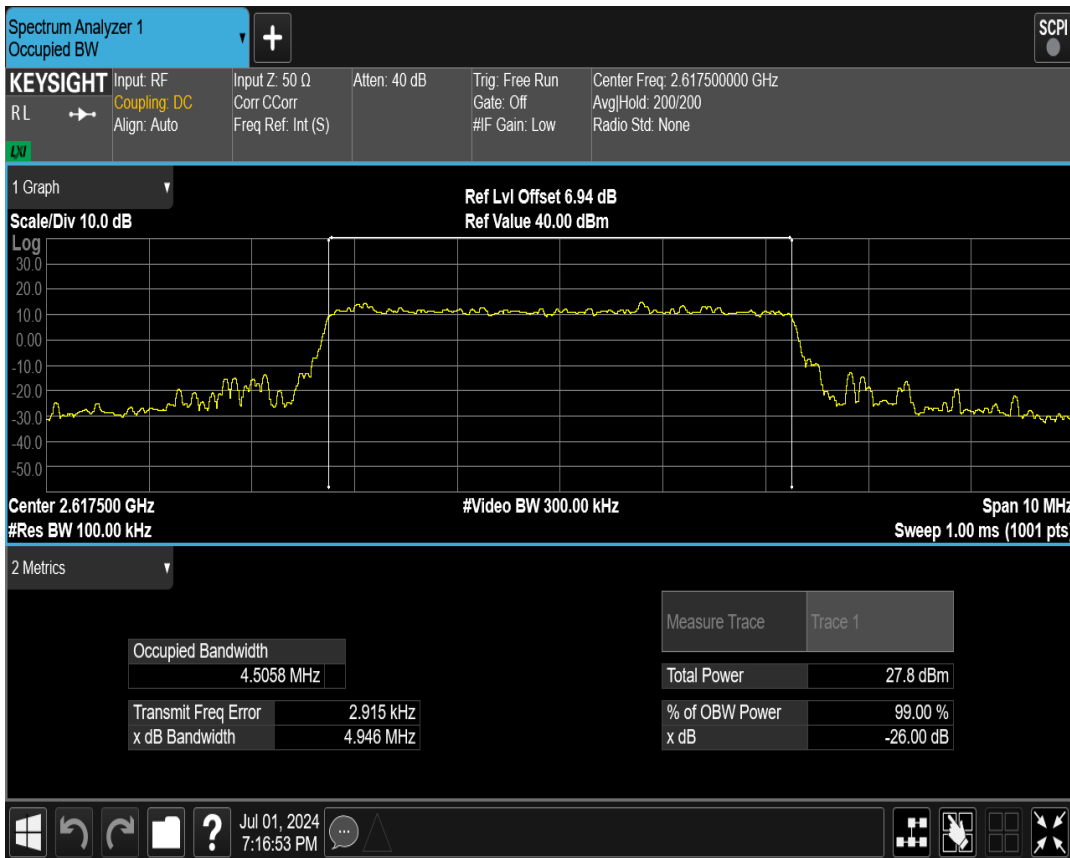 Spectrum Analyzer 1
Occupied BW
SCPI
KEYSIGHT
RL
LXI
Input: RF
Coupling: DC
Align: Auto
Input Z: 50 Ω
Corr CCorr
Freq Ref: Int (S)
Atten: 40 dB
Trig: Free Run
Gate: Off
#IF Gain: Low
Center Freq: 2.617500000 GHz
Avg|Hold: 200/200
Radio Std: None
1 Graph
Scale/Div 10.0 dB
Ref Lvl Offset 6.94 dB
Ref Value 40.00 dBm
Log
30.0
20.0
10.0
0.00
-10.0
-20.0
-30.0
-40.0
-50.0
Center 2.617500 GHz
#Video BW 300.00 kHz
Span 10 MHz
#Res BW 100.00 kHz
Sweep 1.00 ms (1001 pts)
2 Metrics
Measure Trace Trace 1
Occupied Bandwidth
4.5058 MHz
Total Power 27.8 dBm
Transmit Freq Error 2.915 kHz
% of OBW Power 99.00 %
x dB Bandwidth 4.946 MHz
x dB -26.00 dB
?
Jul 01, 2024
7:16:53 PM